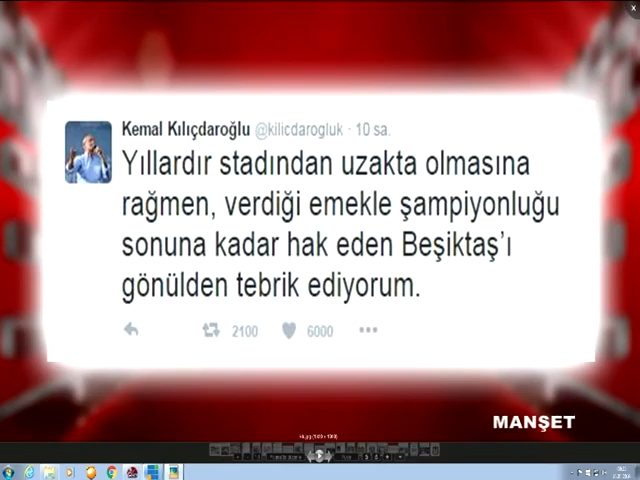 Kemal Kılıçdaroğlu @kilicdarogluk · 10 sa.
Yıllardır stadından uzakta olmasına
rağmen, verdiği emekle şampiyonluğu
sonuna kadar hak eden Beşiktaş’ı
gönülden tebrik ediyorum.
2100 6000
MANŞET